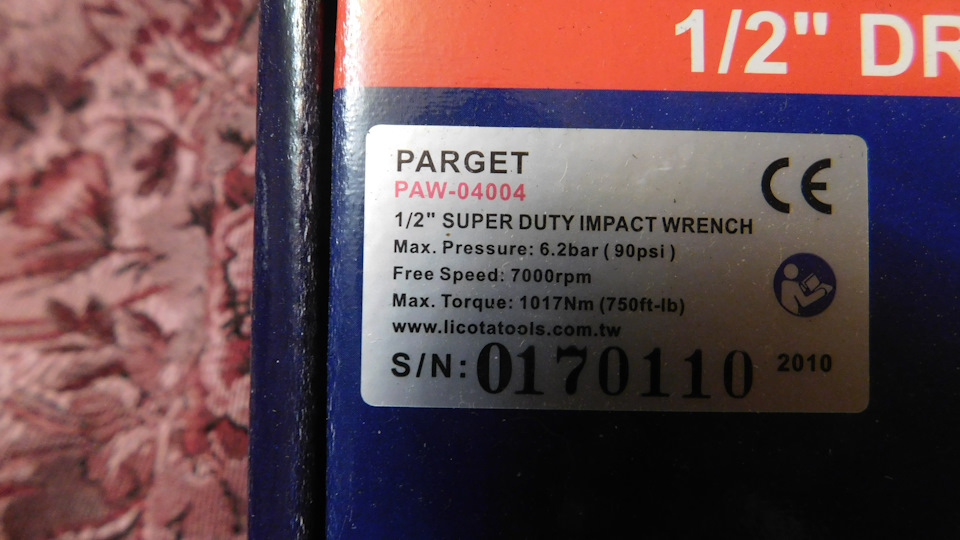 1/2" DR
PARGET
PAW-04004
CE
1/2" SUPER DUTY IMPACT WRENCH
Max. Pressure: 6.2bar ( 90psi )
Free Speed: 7000rpm
Max. Torque: 1017Nm (750ft-lb)
www.licotatools.com.tw
S/N: 0170110 2010